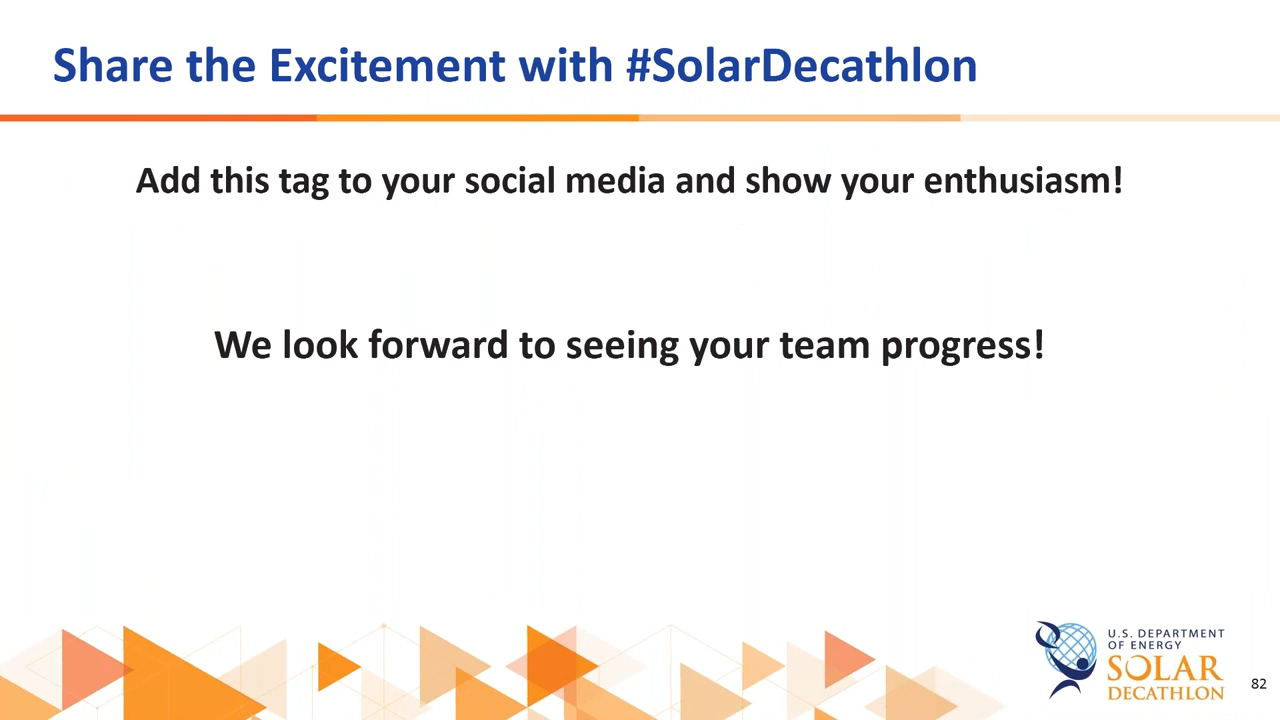 Share the Excitement with #SolarDecathlon
Add this tag to your social media and show your enthusiasm!
We look forward to seeing your team progress!
U.S. DEPARTMENT
OF ENERGY
SOLAR
DECATHLON
82